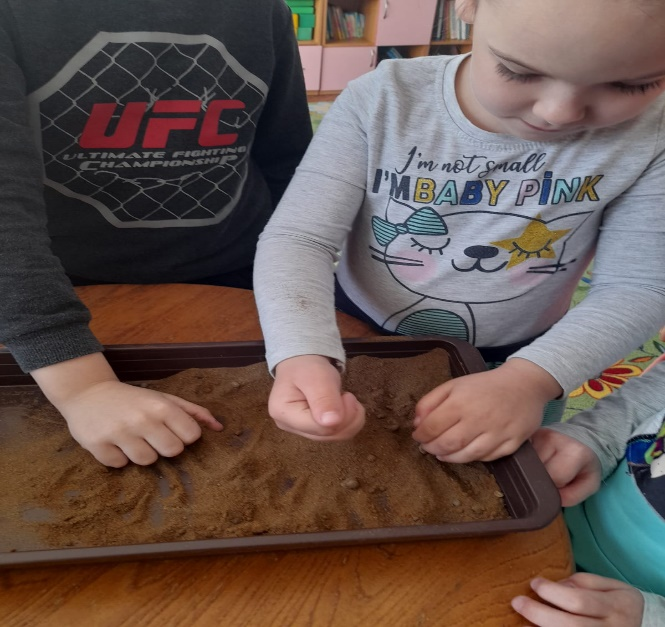 UFC
ULTIMATE FIGHTING
CHAMPIONSHIP
I'm not small
I'M BABY PINK